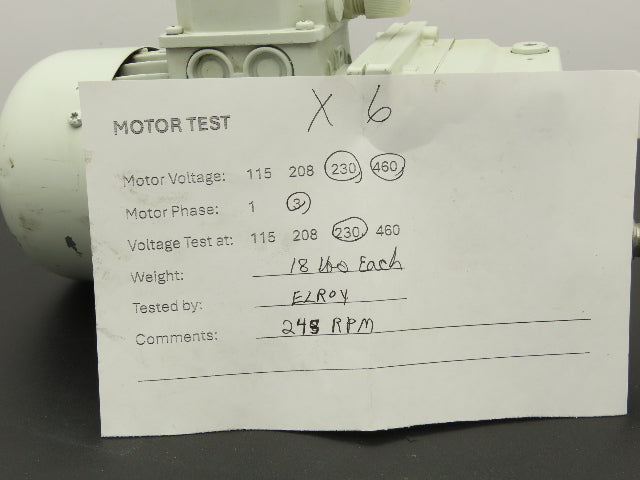 MOTOR TEST X 6
Motor Voltage: 115 208 230 460
Motor Phase: 1 3
Voltage Test at: 115 208 230 460
Weight: 18 lbs Each
Tested by: ELROY
Comments: 245 RPM